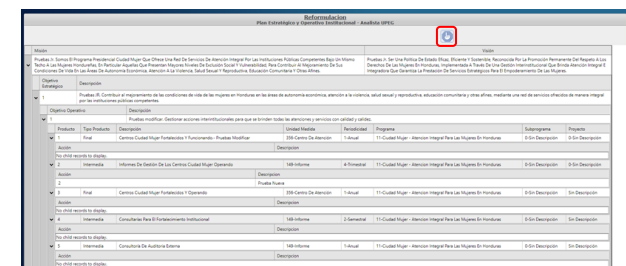 Reformulacion
Plan Estratégico y Operativo Institucional - Analista UPEG
Misión Visión
Pruebas Jr- Somos El Programa Presidencial Ciudad Mujer Que Ofrece Una Red De Servicios De Atención Integral Por Las Instituciones Públicas Competentes Bajo Un Mismo
Techo A Las Mujeres Hondureñas; En Particular Aquellas Que Presentan Mayores Niveles De Exclusión Social Y Vulnerabilidad; Para Contribuir Al Mejoramiento De Sus
Condiciones De Vida En Las Áreas De Autonomía Económica, Atención A La Violencia, Salud Sexual Y Reproductiva, Educación Comunitaria Y Otras Afines.
Pruebas Jr- Ser Una Política De Estado Eficaz, Eficiente Y Sostenible; Reconocida Por La Promoción Permanente Del Respeto A Los
Derechos De Las Mujeres En Honduras; Implementada A Través De Una Gestión Interinstitucional Que Brinda Atención Integral E
Integradora Que Garantiza La Prestación De Servicios Estratégicos Para El Empoderamiento De Las Mujeres.
Objetivo Estratégico Descripción
1 Pruebas JR- Contribuir al mejoramiento de las condiciones de vida de las mujeres en Honduras en las áreas de autonomía económica, atención a la violencia, salud sexual y reproductiva, educación comunitaria y otras afines, mediante a la red de servicios ofrecidos de manera integral
por las instituciones públicas competentes.
Objetivo Operativo Descripción
1 Pruebas modificar- Gestionar acciones interinstitucionales para que se brinden todas las atenciones y servicios con calidad y calidez.
Producto Tipo Producto Descripción Unidad Medida Periodicidad Programa Subprograma Proyecto
1 Final Centros Ciudad Mujer Fortalecidos Y Funcionando - Pruebas Modificar 356-Centro De Atención 1-Anual 11-Ciudad Mujer - Atencion Integral Para Las Mujeres En Honduras 0-Sin Descripción 0-Sin Descripción
Acción Descripcion
No child records to display.
2 Intermedia Informes De Gestión De Los Centros Ciudad Mujer Operando 149-Informe 4-Trimestral 11-Ciudad Mujer - Atencion Integral Para Las Mujeres En Honduras 0-Sin Descripción 0-Sin Descripción
Acción Descripcion
2 Prueba Nueva
3 Final Centros Ciudad Mujer Fortalecidos Y Operando 356-Centro De Atención 1-Anual 11-Ciudad Mujer - Atencion Integral Para Las Mujeres En Honduras 0-Sin Descripción Sin Descripción
Acción Descripcion
No child records to display.
4 Intermedia Consultorías Para El Fortalecimiento Institucional 149-Informe 2-Semestral 11-Ciudad Mujer - Atencion Integral Para Las Mujeres En Honduras 0-Sin Descripción Sin Descripción
Acción Descripcion
No child records to display.
5 Intermedia Consultoría De Auditoria Externa 149-Informe 1-Anual 11-Ciudad Mujer - Atencion Integral Para Las Mujeres En Honduras 0-Sin Descripción Sin Descripción
Acción Descripcion
No child records to display.